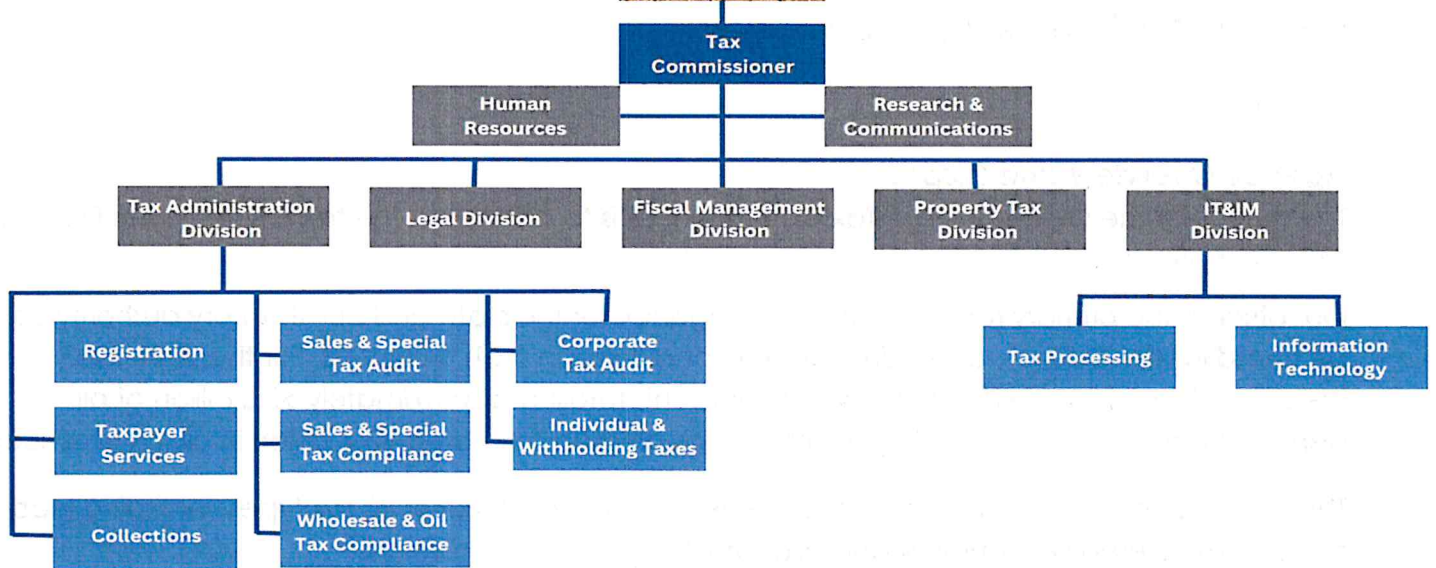 Tax
Commissioner
Human
Resources
Research &
Communications
Tax Administration
Division
Legal Division
Fiscal Management
Division
Property Tax
Division
IT&IM
Division
Registration
Sales & Special
Tax Audit
Corporate
Tax Audit
Tax Processing
Information
Technology
Taxpayer
Services
Sales & Special
Tax Compliance
Individual &
Withholding Taxes
Collections
Wholesale & Oil
Tax Compliance